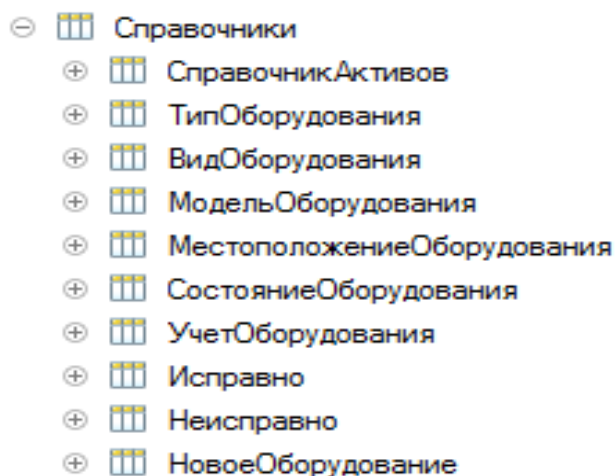 Справочники
СправочникАктивов
ТипОборудования
ВидОборудования
МодельОборудования
МестоположениеОборудования
СостояниеОборудования
УчетОборудования
Исправно
Неисправно
НовоеОборудование